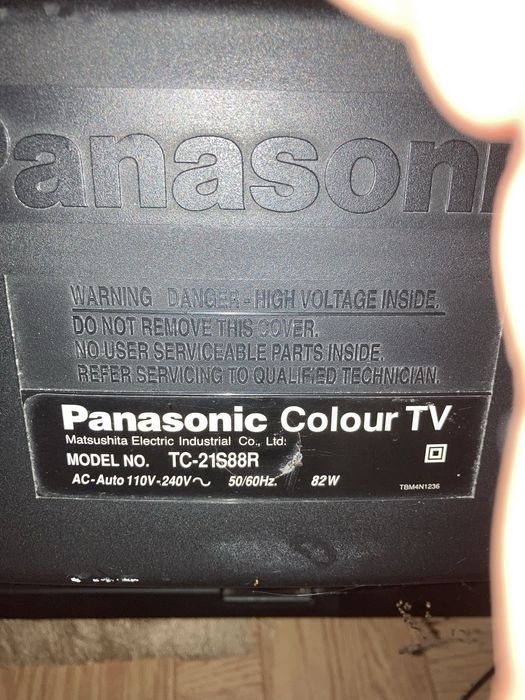 Panasoni
WARNING DANGER - HIGH VOLTAGE INSIDE.
DO NOT REMOVE THIS COVER.
NO USER SERVICEABLE PARTS INSIDE.
REFER SERVICING TO QUALIFIED TECHNICIAN.
Panasonic Colour TV
Matsushita Electric Industrial Co., Ltd.
MODEL NO. TC-21S88R
AC-Auto 110V-240V~ 50/60Hz. 82W
TBM4N1236